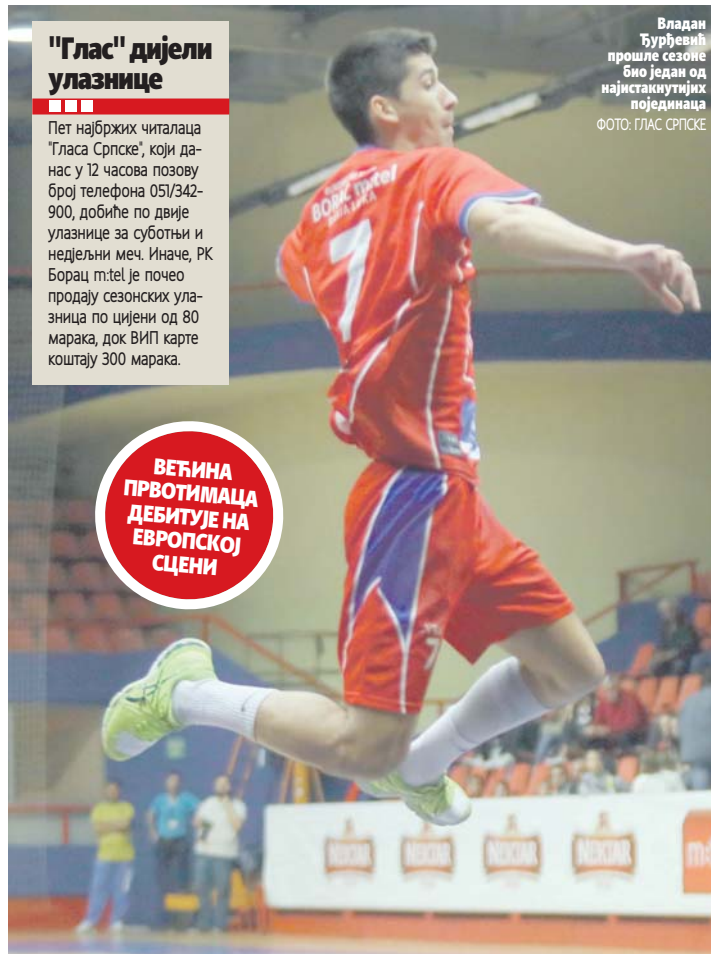 "Глас" дијели
улазнице
Пет најбржих читалаца
"Гласа Српске", који да-
нас у 12 часова позову
број телефона 051/342-
900, добиће по двије
улазнице за суботњи и
недјељни меч. Иначе, РК
Борац m:tel је почео
продају сезонских ула-
зница по цијени од 80
марака, док ВИП карте
коштају 300 марака.
Владан
Ђурђевић
прошле сезоне
био један од
најистакнутијих
појединаца
ФОТО: ГЛАС СРПСКЕ
7
ВЕЋИНА
ПРВОТИМАЦА
ДЕБИТУЈЕ НА
ЕВРОПСКОЈ
СЦЕНИ
7
NEKTAR NEKTAR NEKTAR NEKTAR m: